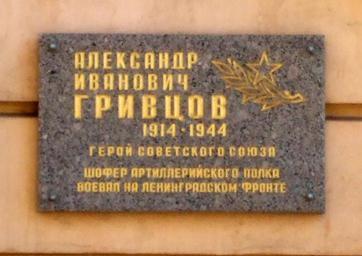 АЛЕКСАНДР
ИВАНОВИЧ
ГРИВЦОВ
1914-1944
ГЕРОЙ СОВЕТСКОГО СОЮЗА
ШОФЕР АРТИЛЛЕРИЙСКОГО ПОЛКА
ВОЕВАЛ НА ЛЕНИНГРАДСКОМ ФРОНТЕ